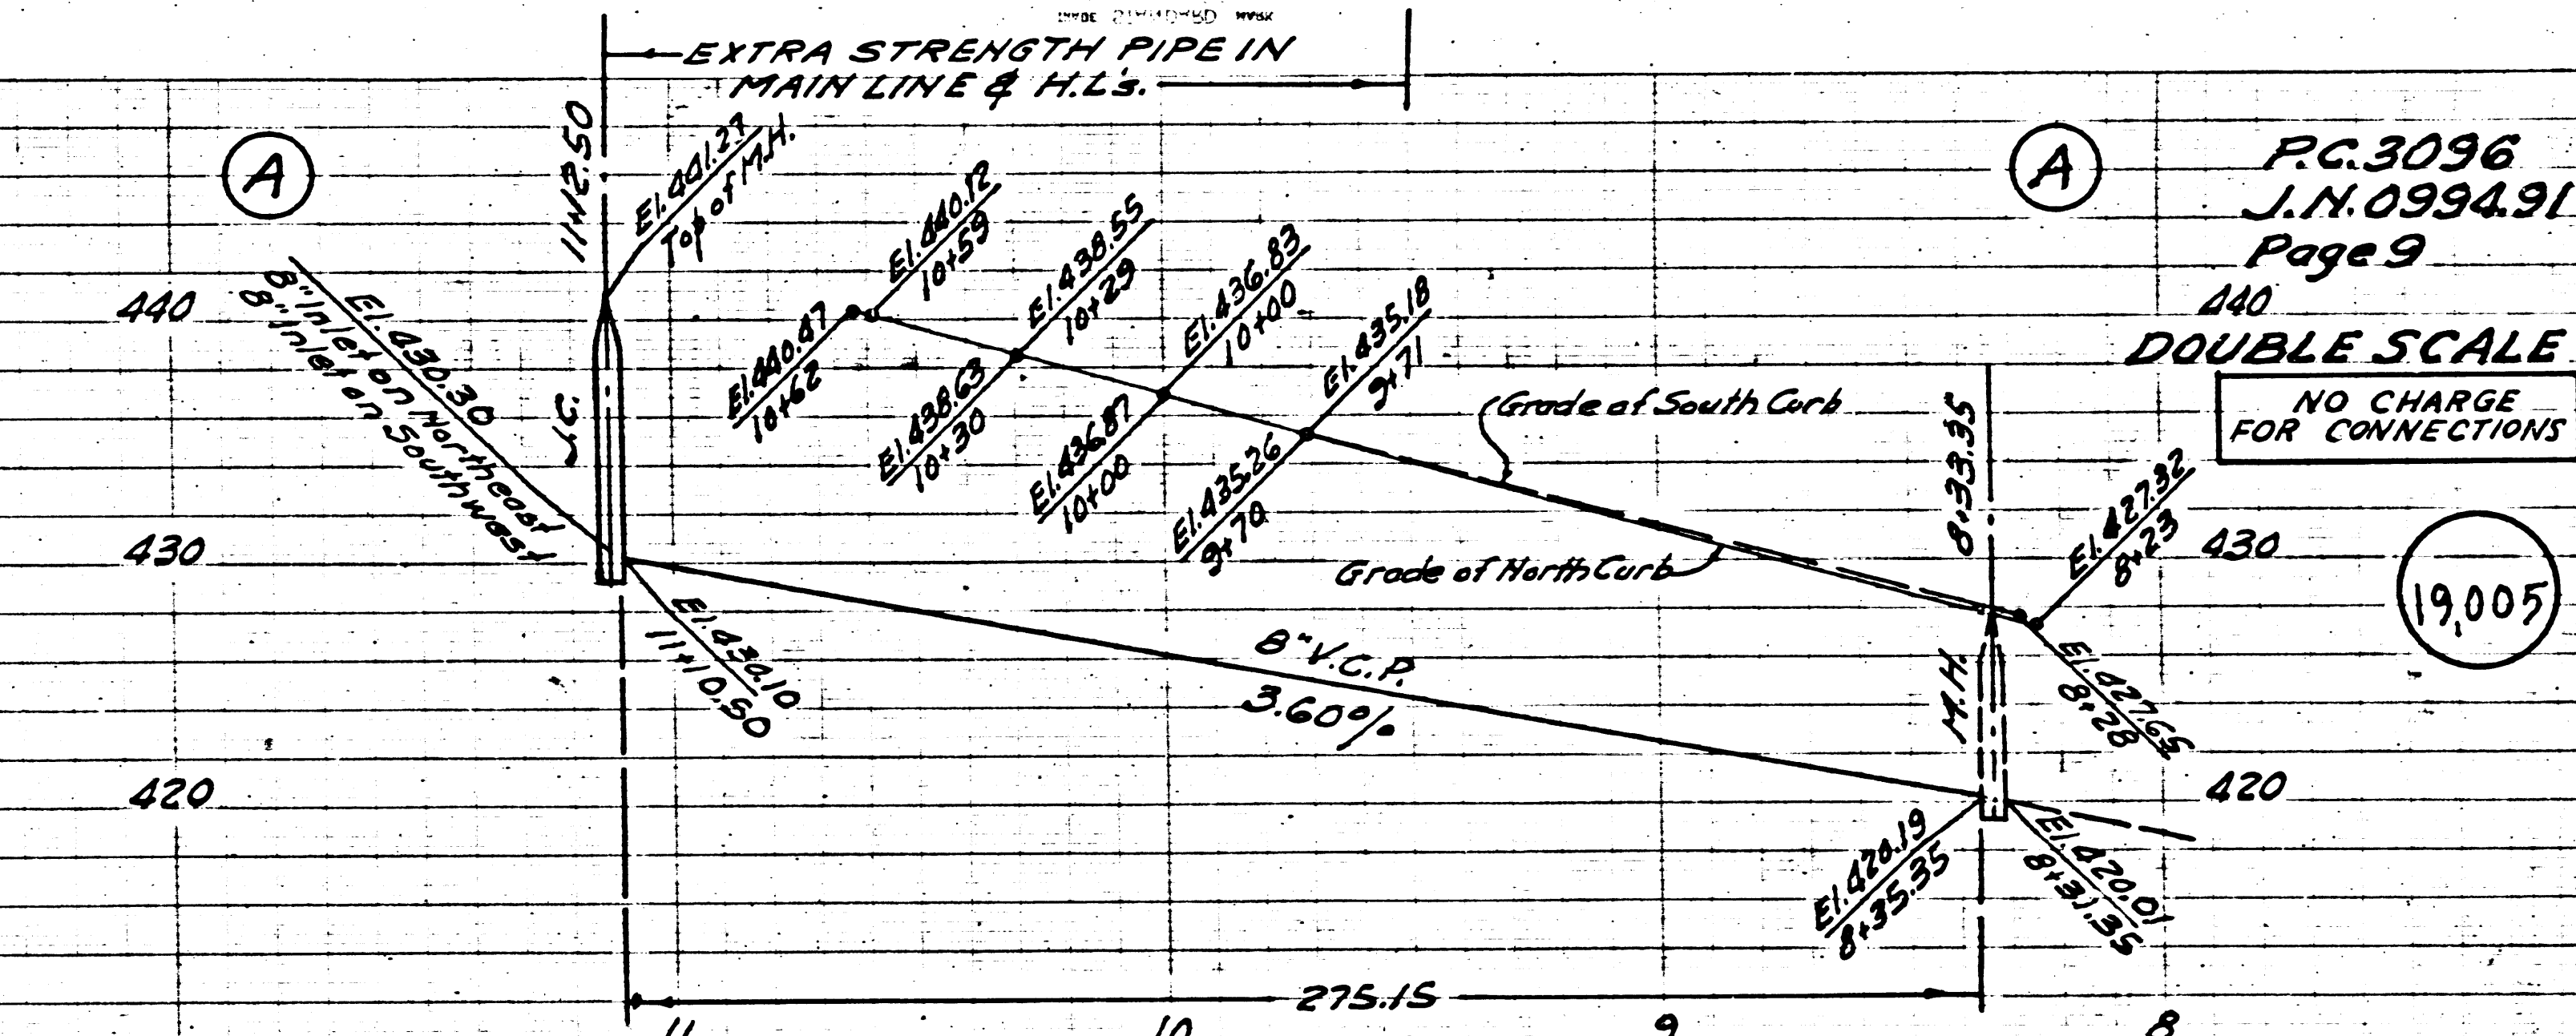 TRADE STANDARD MARK
EXTRA STRENGTH PIPE IN
MAIN LINE & H.L's.
A
A
P.C.3096
J.N.0994.91
Page 9
440
440
DOUBLE SCALE
NO CHARGE
FOR CONNECTIONS
19,005
El.441.27
Top of M.H.
El.430.30
8" Inlet on Northeast
8" Inlet on Southwest
El.440.47
10+62
El.440.12
10+59
El.438.63
10+30
El.438.55
10+29
El.436.87
10+00
El.436.83
10+00
El.435.26
9+70
El.435.18
9+71
Grade of South Curb
Grade of North Curb
8+33.35
El.427.32
8+23
430
430
El.430.10
11+10.50
8" V.C.P.
3.60%
M.H.
El.427.65
8+28
420
420
El.420.19
8+35.35
El.420.01
8+31.35
275.15
11
10
9
8